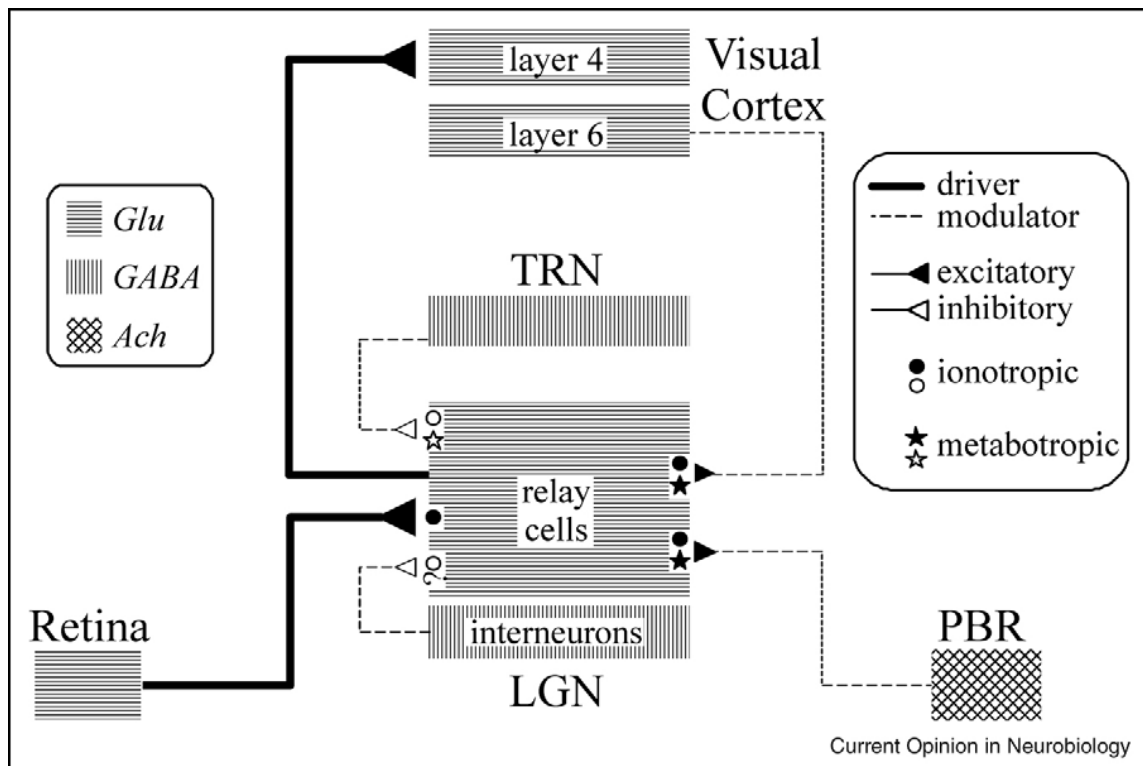 layer 4
Visual
Cortex
layer 6
Glu
GABA
Ach
driver
modulator
excitatory
inhibitory
ionotropic
metabotropic
TRN
relay
cells
?
interneurons
LGN
Retina
PBR
Current Opinion in Neurobiology